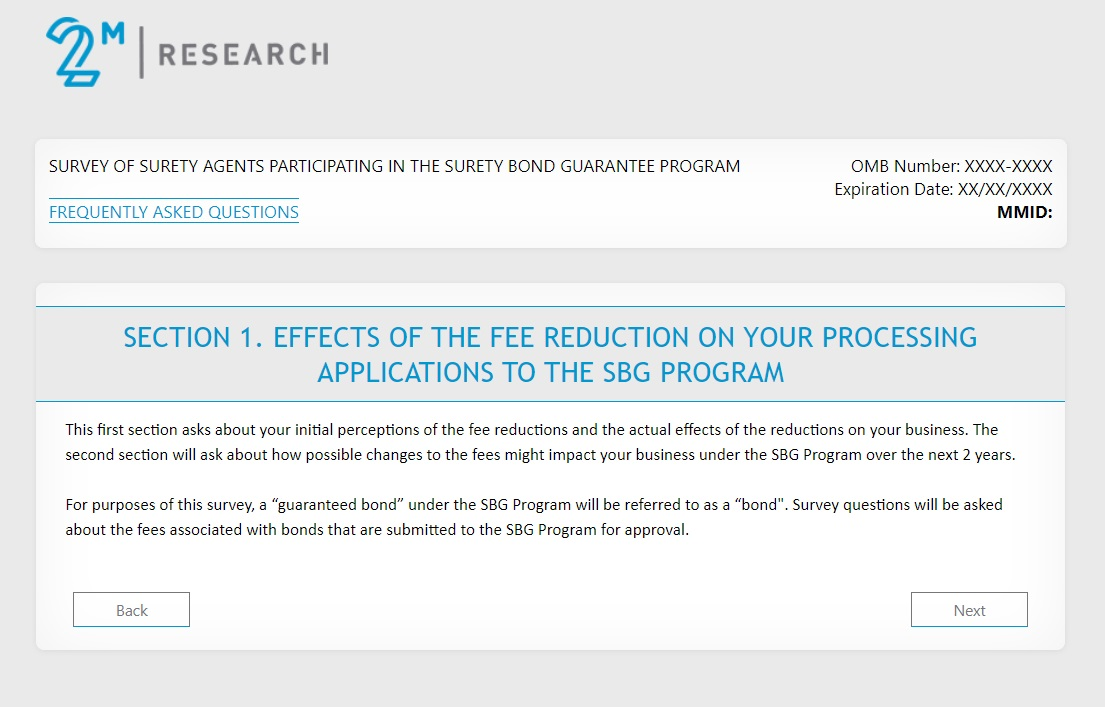 2M | RESEARCH
SURVEY OF SURETY AGENTS PARTICIPATING IN THE SURETY BOND GUARANTEE PROGRAM
OMB Number: XXXX-XXXX
Expiration Date: XX/XX/XXXX
FREQUENTLY ASKED QUESTIONS
MMID:
SECTION 1. EFFECTS OF THE FEE REDUCTION ON YOUR PROCESSING
APPLICATIONS TO THE SBG PROGRAM
This first section asks about your initial perceptions of the fee reductions and the actual effects of the reductions on your business. The
second section will ask about how possible changes to the fees might impact your business under the SBG Program over the next 2 years.
For purposes of this survey, a “guaranteed bond” under the SBG Program will be referred to as a “bond". Survey questions will be asked
about the fees associated with bonds that are submitted to the SBG Program for approval.
Back
Next